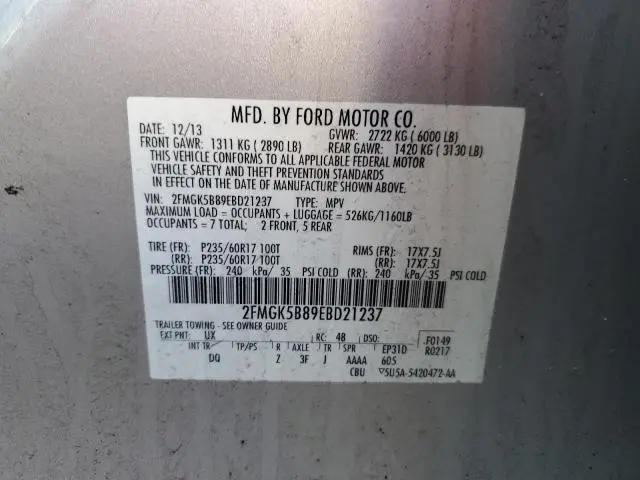 MFD. BY FORD MOTOR CO.
DATE: 12/13 GVWR: 2722 KG ( 6000 LB)
FRONT GAWR: 1311 KG ( 2890 LB) REAR GAWR: 1420 KG ( 3130 LB)
THIS VEHICLE CONFORMS TO ALL APPLICABLE FEDERAL MOTOR
VEHICLE SAFETY AND THEFT PREVENTION STANDARDS
IN EFFECT ON THE DATE OF MANUFACTURE SHOWN ABOVE.
VIN: 2FMGK5B89EBD21237 TYPE: MPV
MAXIMUM LOAD = OCCUPANTS + LUGGAGE = 526KG/1160LB
OCCUPANTS = 7 TOTAL; 2 FRONT, 5 REAR
TIRE (FR): P235/60R17 100T RIMS (FR): 17X7.5J
(RR): P235/60R17 100T (RR): 17X7.5J
PRESSURE (FR): 240 kPa/ 35 PSI COLD (RR): 240 kPa/ 35 PSI COLD
2FMGK5B89EBD21237
TRAILER TOWING - SEE OWNER GUIDE
EXT PNT: UX RC: 48 DSO: F0149
INT TR TP/PS R AXLE TR SPR EP31D R0217
DQ Z 3F J AAAA 605
CBU 5U5A-5420472-AA